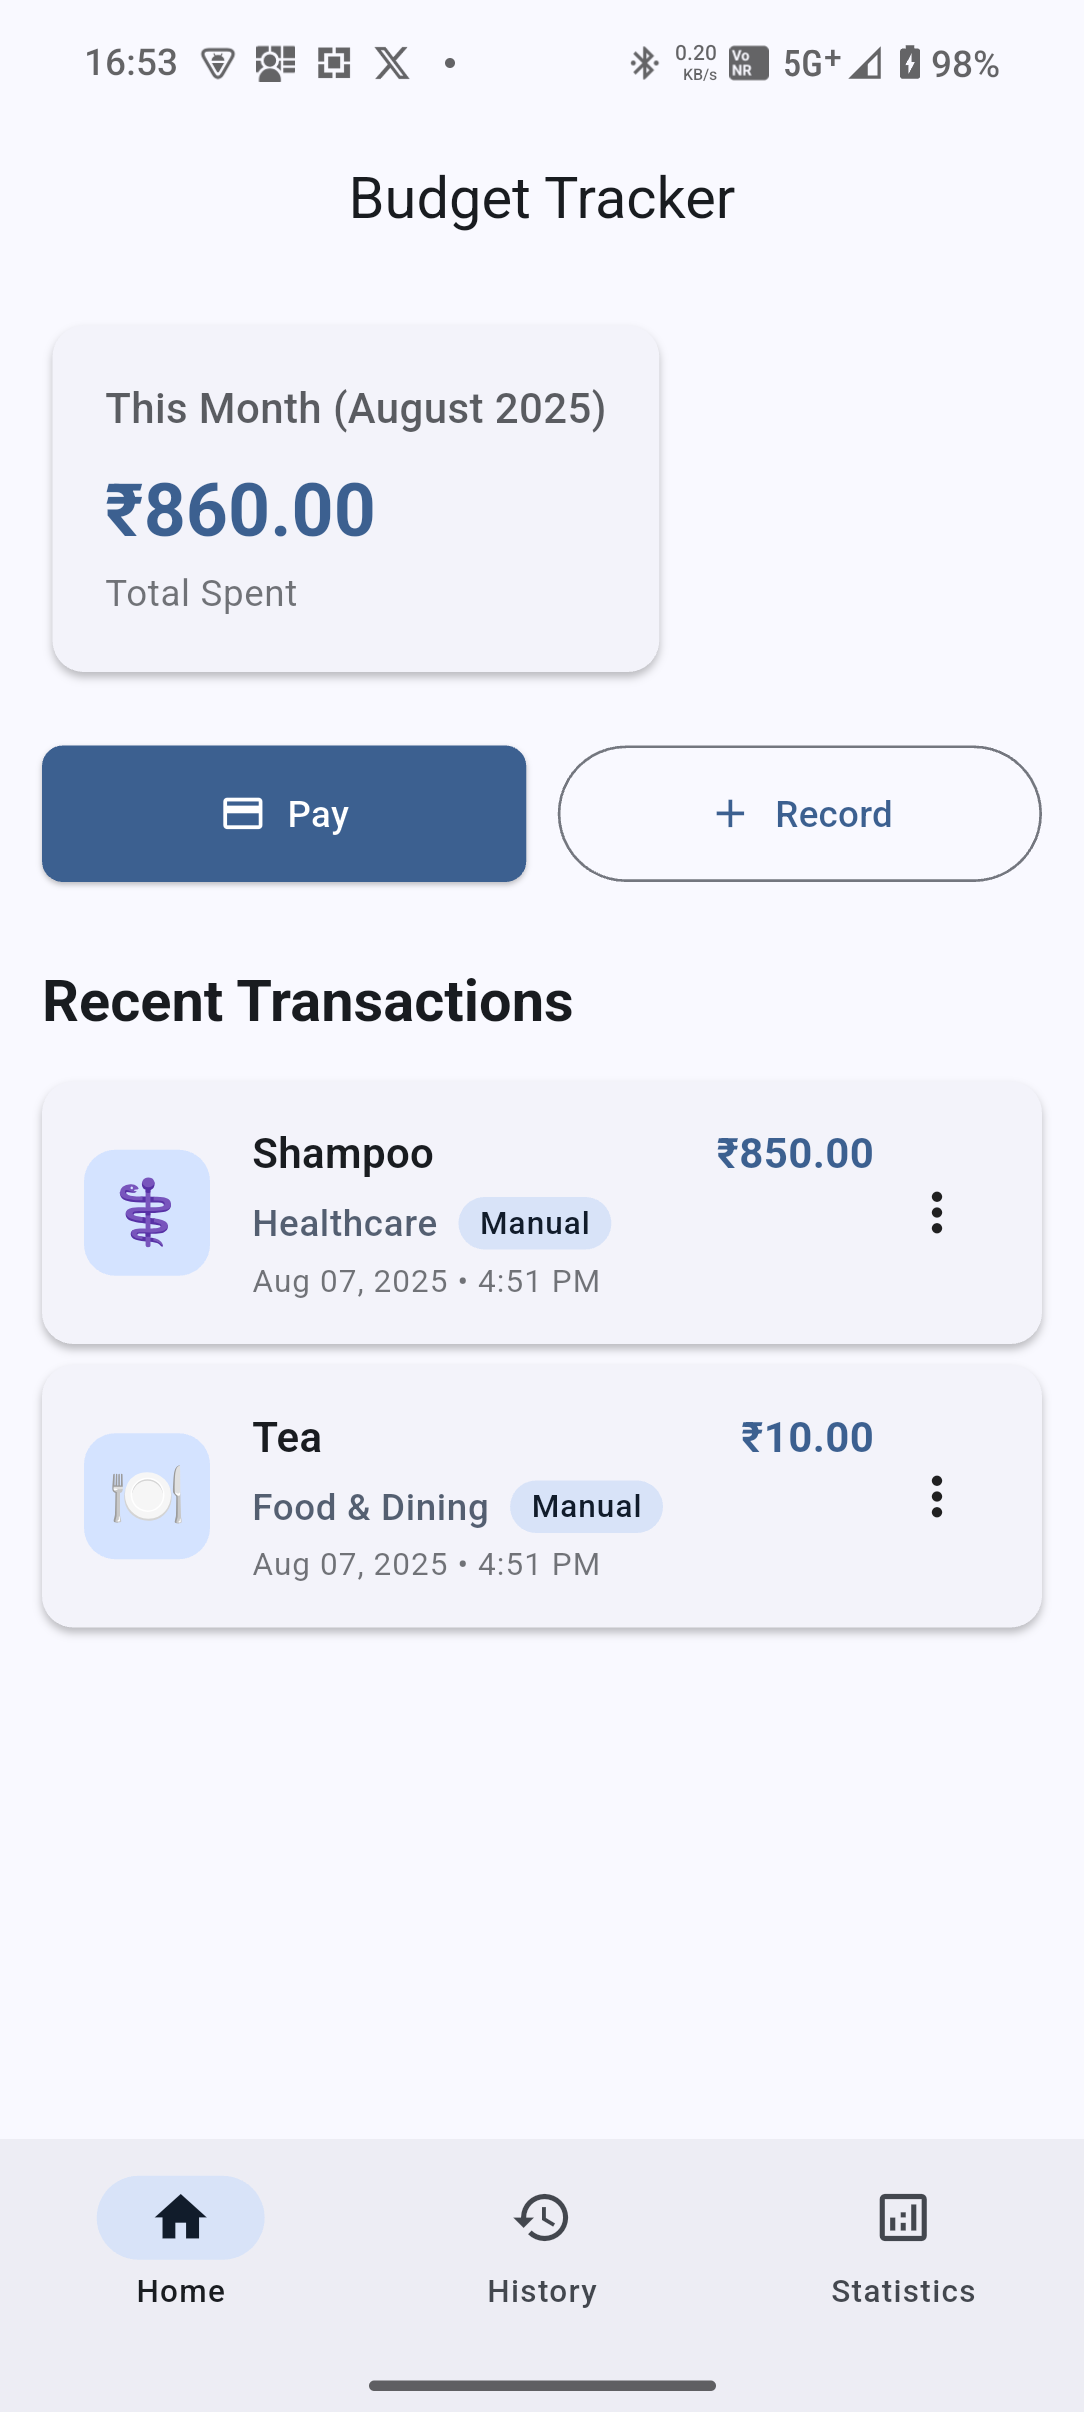 16:53
0.20
KB/s
Vo
NR
5G+
98%
Budget Tracker
This Month (August 2025)
₹860.00
Total Spent
Pay
Record
Recent Transactions
Shampoo
₹850.00
Healthcare
Manual
Aug 07, 2025 • 4:51 PM
Tea
₹10.00
Food & Dining
Manual
Aug 07, 2025 • 4:51 PM
Home
History
Statistics